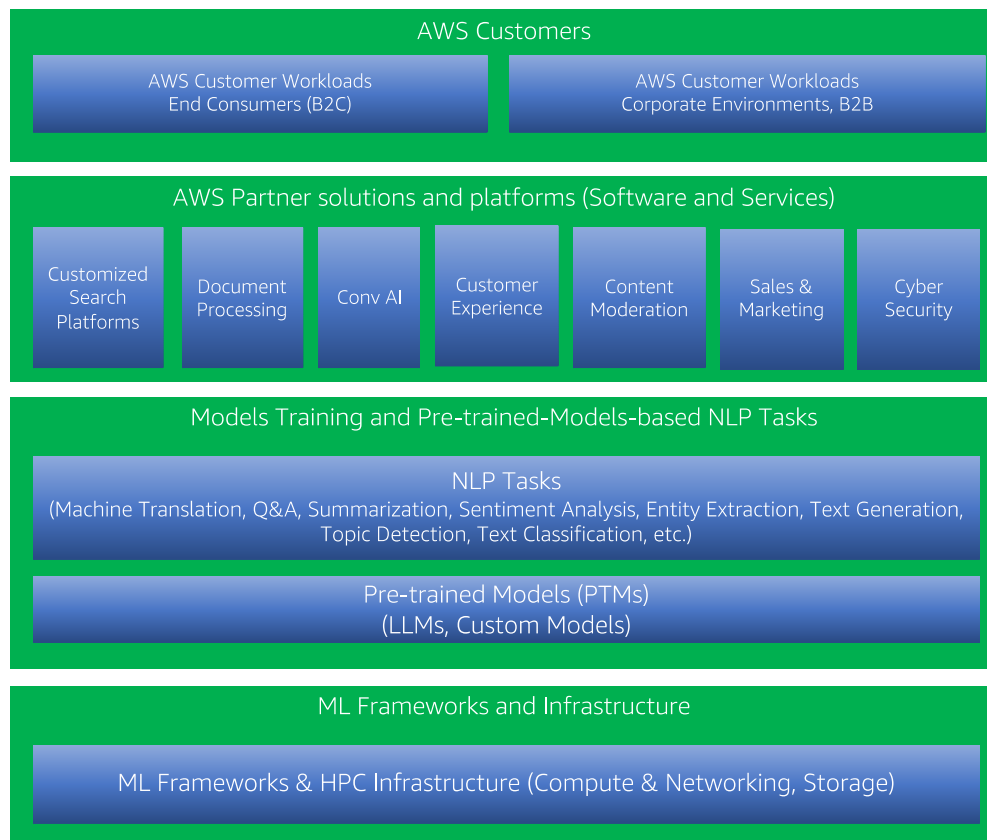 AWS Customers
AWS Customer Workloads
End Consumers (B2C)
AWS Customer Workloads
Corporate Environments, B2B
AWS Partner solutions and platforms (Software and Services)
Customized
Search
Platforms
Document
Processing
Conv AI
Customer
Experience
Content
Moderation
Sales &
Marketing
Cyber
Security
Models Training and Pre-trained-Models-based NLP Tasks
NLP Tasks
(Machine Translation, Q&A, Summarization, Sentiment Analysis, Entity Extraction, Text Generation,
Topic Detection, Text Classification, etc.)
Pre-trained Models (PTMs)
(LLMs, Custom Models)
ML Frameworks and Infrastructure
ML Frameworks & HPC Infrastructure (Compute & Networking, Storage)